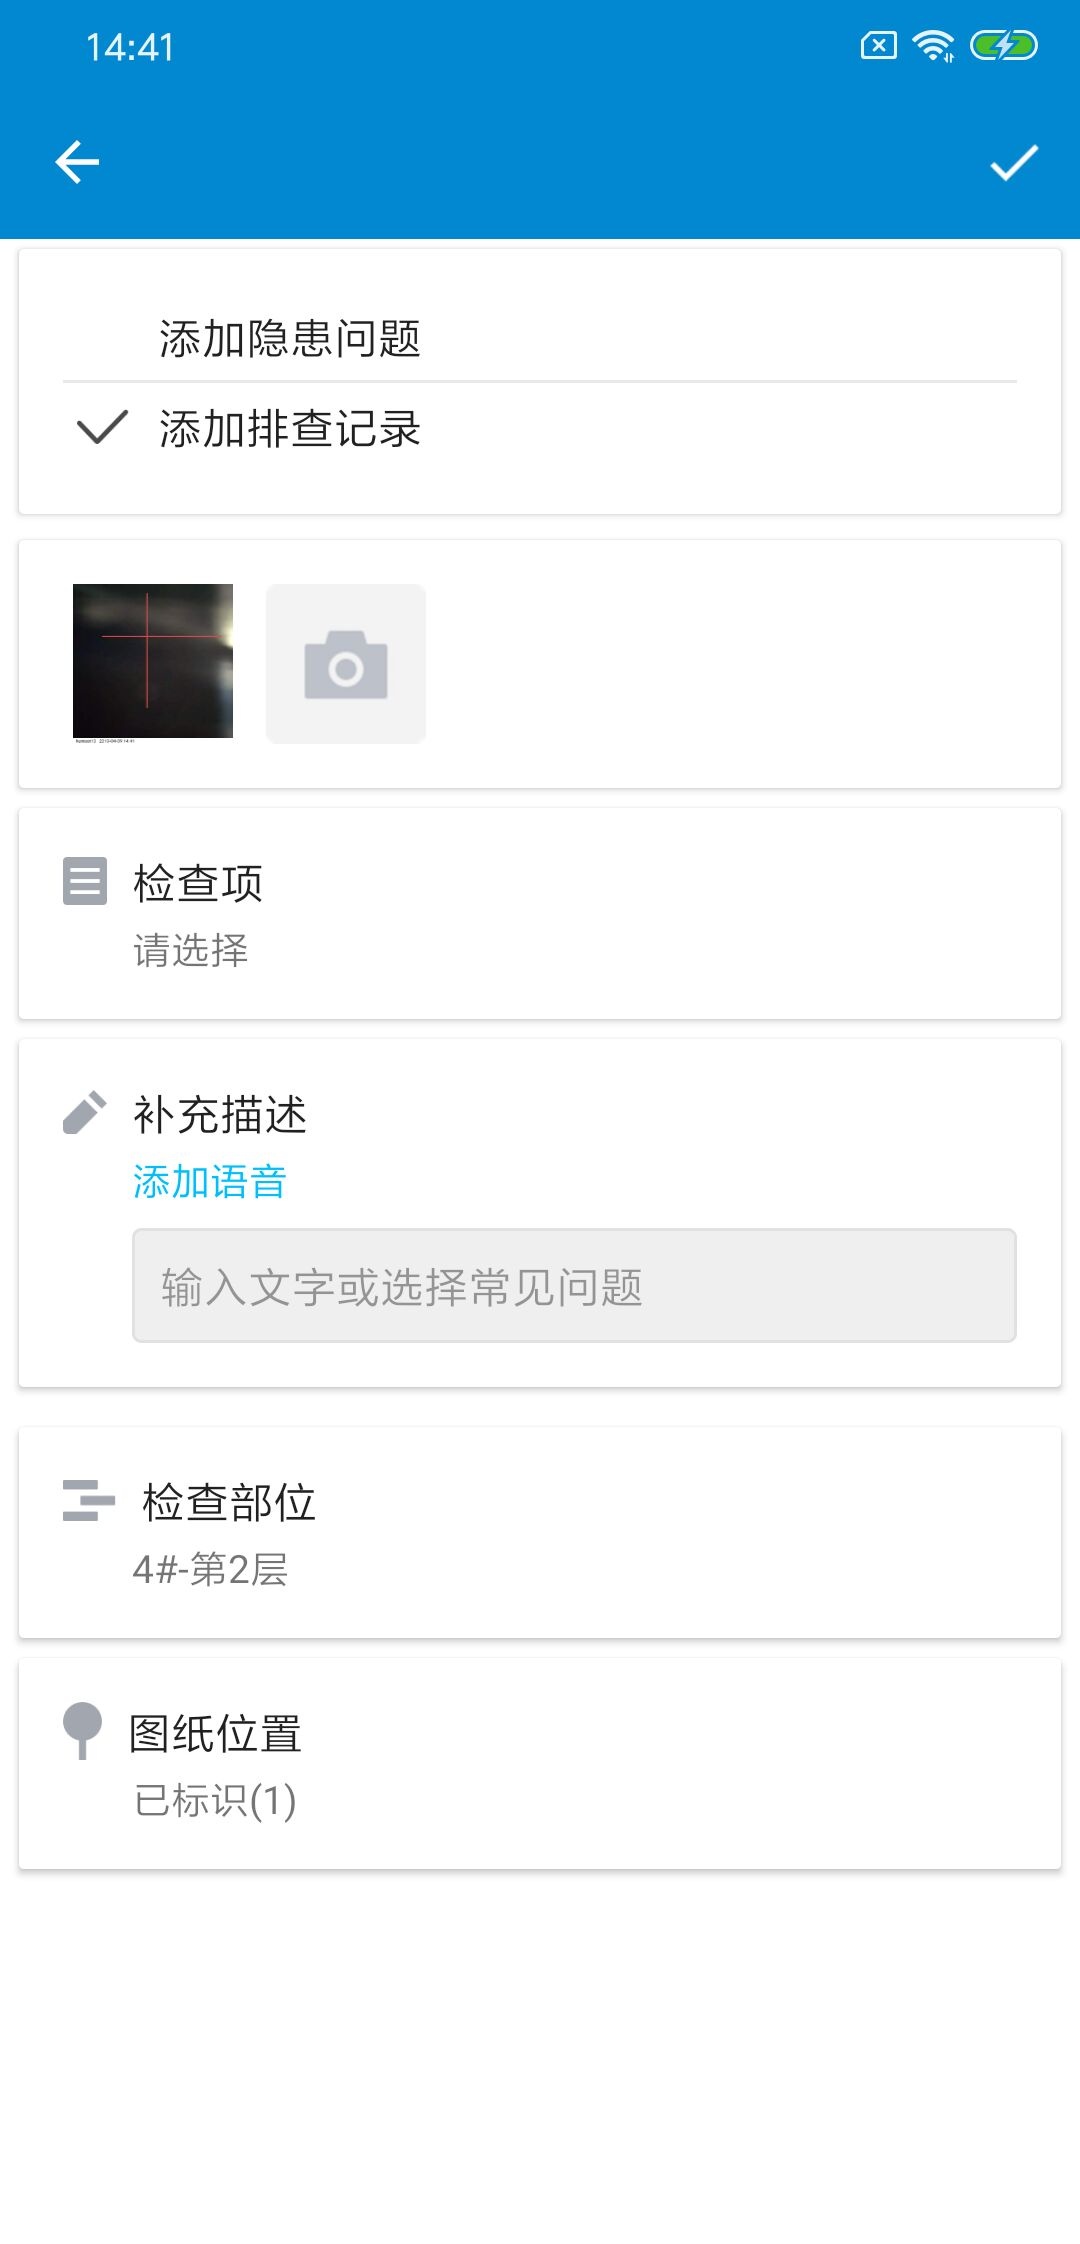 14:41
添加隐患问题
添加排查记录
检查项
请选择
补充描述
添加语音
输入文字或选择常见问题
检查部位
4#-第2层
图纸位置
已标识(1)